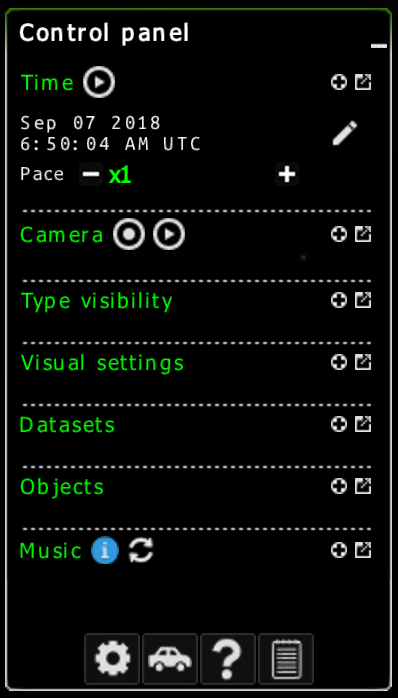 Control panel
Time
Sep 07 2018
6:50:04 AM UTC
Pace x1
Camera
Type visibility
Visual settings
Datasets
Objects
Music